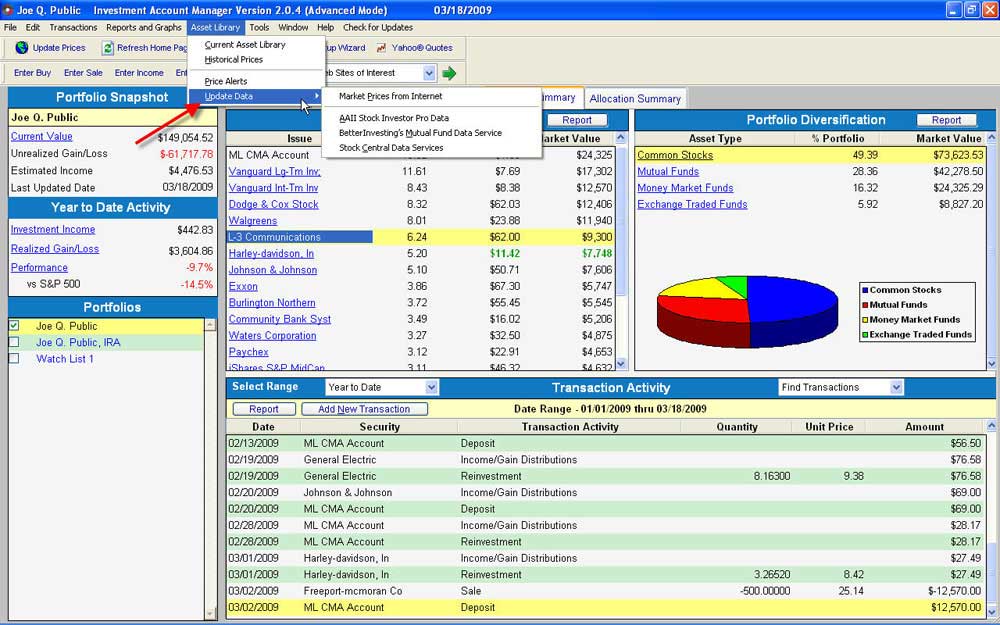 Joe Q. Public Investment Account Manager Version 2.0.4 (Advanced Mode) 03/18/2009
File Edit Transactions Reports and Graphs Asset Library Tools Window Help Check for Updates
Update Prices Refresh Home Pag up Wizard Yahoo® Quotes
Enter Buy Enter Sale Enter Income Sites of Interest
Current Asset Library
Historical Prices
Price Alerts
Update Data
Market Prices from Internet
AAII Stock Investor Pro Data
BetterInvesting's Mutual Fund Data Service
Stock Central Data Services
Portfolio Snapshot
Joe Q. Public
Current Value $149,054.52
Unrealized Gain/Loss $-61,717.78
Estimated Income $4,476.53
Last Updated Date 03/18/2009
Year to Date Activity
Investment Income $442.83
Realized Gain/Loss $3,604.86
Performance -9.7%
vs S&P 500 -14.5%
Portfolios
Joe Q. Public
Joe Q. Public, IRA
Watch List 1
mmary Allocation Summary
Report
Issue arket Value
ML CMA Account $24,325
Vanguard Lg-Tm Inv 11.61 $7.69 $17,302
Vanguard Int-Tm Inv 8.43 $8.38 $12,570
Dodge & Cox Stock 8.32 $62.03 $12,406
Walgreens 8.01 $23.88 $11,940
L-3 Communications 6.24 $62.00 $9,300
Harley-davidson, In 5.20 $11.42 $7,748
Johnson & Johnson 5.10 $50.71 $7,606
Exxon 3.86 $67.30 $5,747
Burlington Northern 3.72 $55.45 $5,545
Community Bank Syst 3.49 $16.02 $5,206
Waters Corporation 3.27 $32.50 $4,875
Paychex 3.12 $22.91 $4,653
iShares S&P MidCap 3.11 $46.32 $4,632
Portfolio Diversification Report
Asset Type % Portfolio Market Value
Common Stocks 49.39 $73,623.53
Mutual Funds 28.36 $42,278.50
Money Market Funds 16.32 $24,325.29
Exchange Traded Funds 5.92 $8,827.20
Common Stocks
Mutual Funds
Money Market Funds
Exchange Traded Funds
Select Range Year to Date Transaction Activity Find Transactions
Report Add New Transaction Date Range - 01/01/2009 thru 03/18/2009
Date Security Transaction Activity Quantity Unit Price Amount
02/13/2009 ML CMA Account Deposit $56.50
02/19/2009 General Electric Income/Gain Distributions $76.58
02/19/2009 General Electric Reinvestment 8.16300 9.38 $76.58
02/20/2009 Johnson & Johnson Income/Gain Distributions $69.00
02/20/2009 ML CMA Account Deposit $69.00
02/28/2009 ML CMA Account Income/Gain Distributions $28.17
02/28/2009 ML CMA Account Reinvestment $28.17
03/01/2009 Harley-davidson, In Income/Gain Distributions $27.49
03/01/2009 Harley-davidson, In Reinvestment 3.26520 8.42 $27.49
03/02/2009 Freeport-mcmoran Co Sale -500.00000 25.14 $-12,570.00
03/02/2009 ML CMA Account Deposit $12,570.00